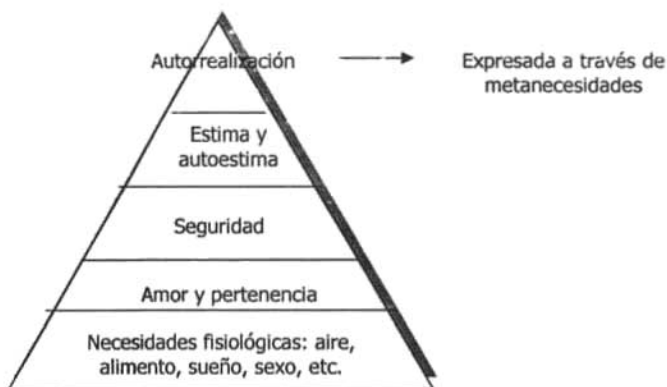 Autorrealización
Expresada a través de
metanecesidades
Estima y
autoestima
Seguridad
Amor y pertenencia
Necesidades fisiológicas: aire,
alimento, sueño, sexo, etc.